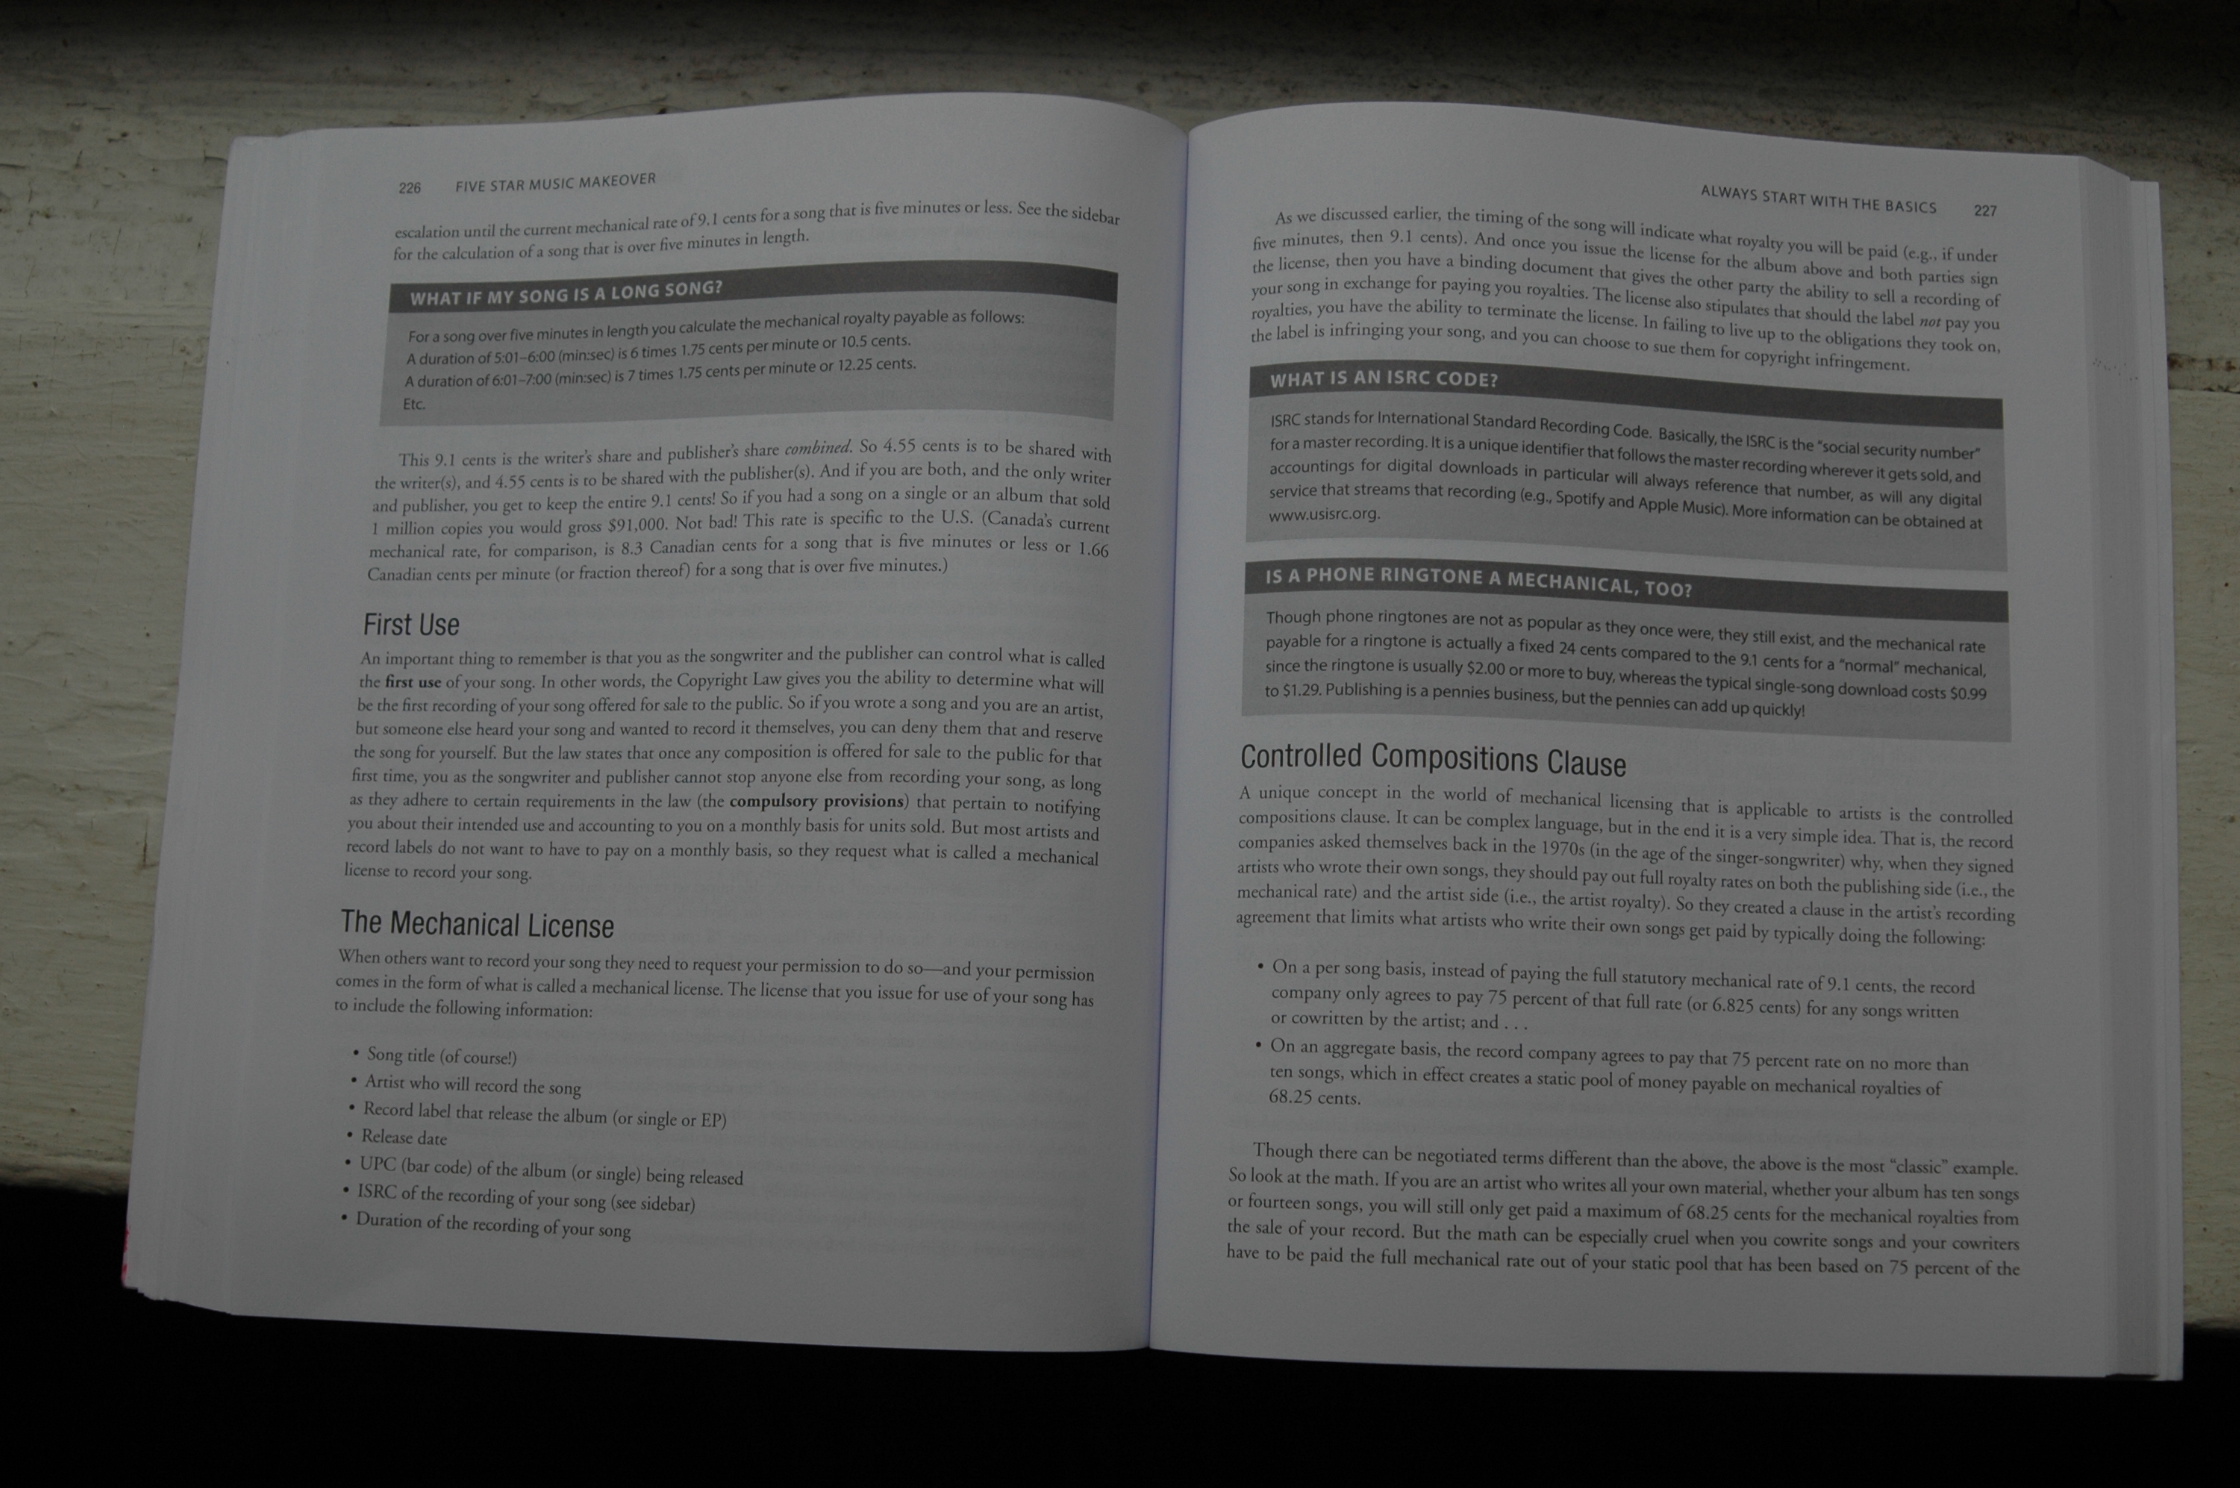 226 FIVE STAR MUSIC MAKEOVER
escalation until the current mechanical rate of 9.1 cents for a song that is five minutes or less. See the sidebar
for the calculation of a song that is over five minutes in length.
WHAT IF MY SONG IS A LONG SONG?
For a song over five minutes in length you calculate the mechanical royalty payable as follows:
A duration of 5:01–6:00 (min:sec) is 6 times 1.75 cents per minute or 10.5 cents.
A duration of 6:01–7:00 (min:sec) is 7 times 1.75 cents per minute or 12.25 cents.
Etc.
This 9.1 cents is the writer's share and publisher's share combined. So 4.55 cents is to be shared with
the writer(s), and 4.55 cents is to be shared with the publisher(s). And if you are both, and the only writer
and publisher, you get to keep the entire 9.1 cents! So if you had a song on a single or an album that sold
1 million copies you would gross $91,000. Not bad! This rate is specific to the U.S. (Canada's current
mechanical rate, for comparison, is 8.3 Canadian cents for a song that is five minutes or less or 1.66
Canadian cents per minute (or fraction thereof) for a song that is over five minutes.)
First Use
An important thing to remember is that you as the songwriter and the publisher can control what is called
the first use of your song. In other words, the Copyright Law gives you the ability to determine what will
be the first recording of your song offered for sale to the public. So if you wrote a song and you are an artist,
but someone else heard your song and wanted to record it themselves, you can deny them that and reserve
the song for yourself. But the law states that once any composition is offered for sale to the public for that
first time, you as the songwriter and publisher cannot stop anyone else from recording your song, as long
as they adhere to certain requirements in the law (the compulsory provisions) that pertain to notifying
you about their intended use and accounting to you on a monthly basis for units sold. But most artists and
record labels do not want to have to pay on a monthly basis, so they request what is called a mechanical
license to record your song.
The Mechanical License
When others want to record your song they need to request your permission to do so—and your permission
comes in the form of what is called a mechanical license. The license that you issue for use of your song has
to include the following information:
• Song title (of course!)
• Artist who will record the song
• Record label that release the album (or single or EP)
• Release date
• UPC (bar code) of the album (or single) being released
• ISRC of the recording of your song (see sidebar)
• Duration of the recording of your song
ALWAYS START WITH THE BASICS 227
As we discussed earlier, the timing of the song will indicate what royalty you will be paid (e.g., if under
five minutes, then 9.1 cents). And once you issue the license for the album above and both parties sign
the license, then you have a binding document that gives the other party the ability to sell a recording of
your song in exchange for paying you royalties. The license also stipulates that should the label not pay you
royalties, you have the ability to terminate the license. In failing to live up to the obligations they took on,
the label is infringing your song, and you can choose to sue them for copyright infringement.
WHAT IS AN ISRC CODE?
ISRC stands for International Standard Recording Code. Basically, the ISRC is the "social security number"
for a master recording. It is a unique identifier that follows the master recording wherever it gets sold, and
accountings for digital downloads in particular will always reference that number, as will any digital
service that streams that recording (e.g., Spotify and Apple Music). More information can be obtained at
www.usisrc.org.
IS A PHONE RINGTONE A MECHANICAL, TOO?
Though phone ringtones are not as popular as they once were, they still exist, and the mechanical rate
payable for a ringtone is actually a fixed 24 cents compared to the 9.1 cents for a "normal" mechanical,
since the ringtone is usually $2.00 or more to buy, whereas the typical single-song download costs $0.99
to $1.29. Publishing is a pennies business, but the pennies can add up quickly!
Controlled Compositions Clause
A unique concept in the world of mechanical licensing that is applicable to artists is the controlled
compositions clause. It can be complex language, but in the end it is a very simple idea. That is, the record
companies asked themselves back in the 1970s (in the age of the singer-songwriter) why, when they signed
artists who wrote their own songs, they should pay out full royalty rates on both the publishing side (i.e., the
mechanical rate) and the artist side (i.e., the artist royalty). So they created a clause in the artist's recording
agreement that limits what artists who write their own songs get paid by typically doing the following:
• On a per song basis, instead of paying the full statutory mechanical rate of 9.1 cents, the record
company only agrees to pay 75 percent of that full rate (or 6.825 cents) for any songs written
or cowritten by the artist; and . . .
• On an aggregate basis, the record company agrees to pay that 75 percent rate on no more than
ten songs, which in effect creates a static pool of money payable on mechanical royalties of
68.25 cents.
Though there can be negotiated terms different than the above, the above is the most "classic" example.
So look at the math. If you are an artist who writes all your own material, whether your album has ten songs
or fourteen songs, you will still only get paid a maximum of 68.25 cents for the mechanical royalties from
the sale of your record. But the math can be especially cruel when you cowrite songs and your cowriters
have to be paid the full mechanical rate out of your static pool that has been based on 75 percent of the